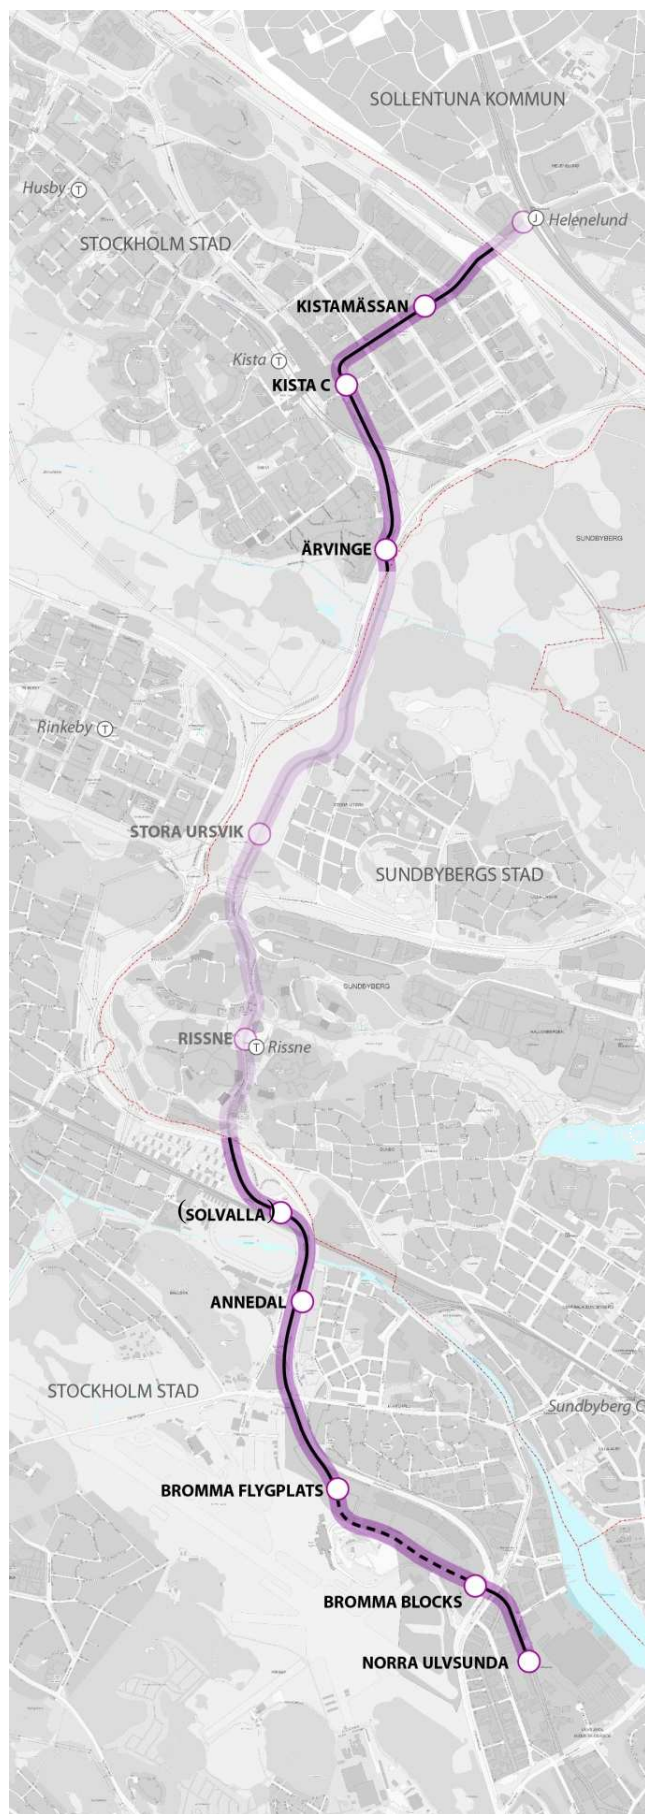 SOLLENTUNA KOMMUN
Husby T
J Helenelund
STOCKHOLM STAD
KISTAMÄSSAN
Kista T
KISTA C
SUNDBYBERG
ÄRVINGE
Rinkeby T
STORA URSVIK
SUNDBYBERGS STAD
SUNDBYBERG
RISSNE
T Rissne
(SOLVALLA)
ANNEDAL
STOCKHOLM STAD
Sundbyberg C
BROMMA FLYGPLATS
BROMMA BLOCKS
NORRA ULVSUNDA